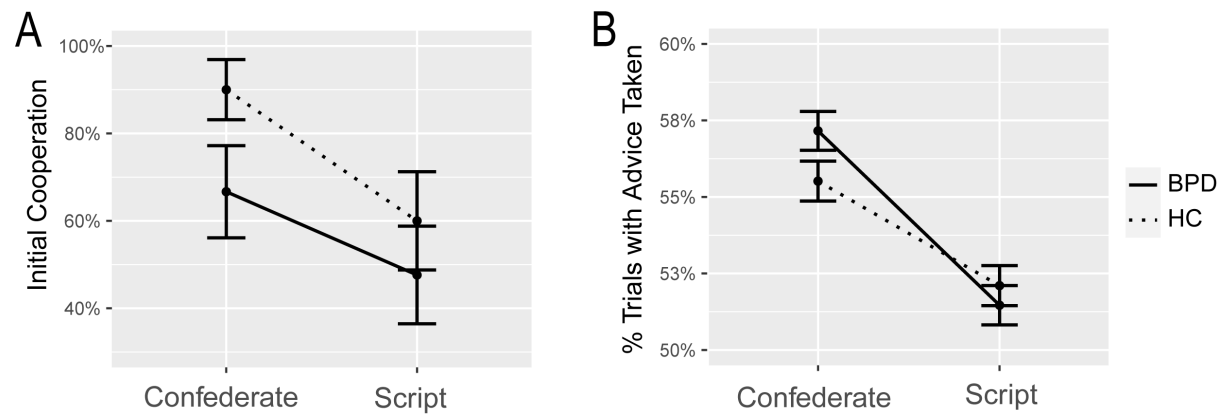 A
Initial Cooperation
100%
80%
60%
40%
Confederate
Script
B
% Trials with Advice Taken
60%
58%
55%
53%
50%
Confederate
Script
BPD
HC